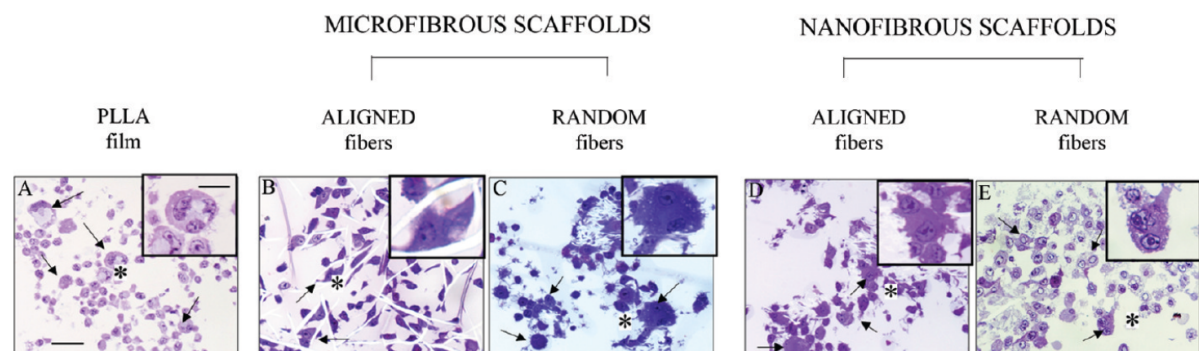 MICROFIBROUS SCAFFOLDS
NANOFIBROUS SCAFFOLDS
PLLA
film
ALIGNED
fibers
RANDOM
fibers
ALIGNED
fibers
RANDOM
fibers
A
*
B
*
C
*
D
*
E
*